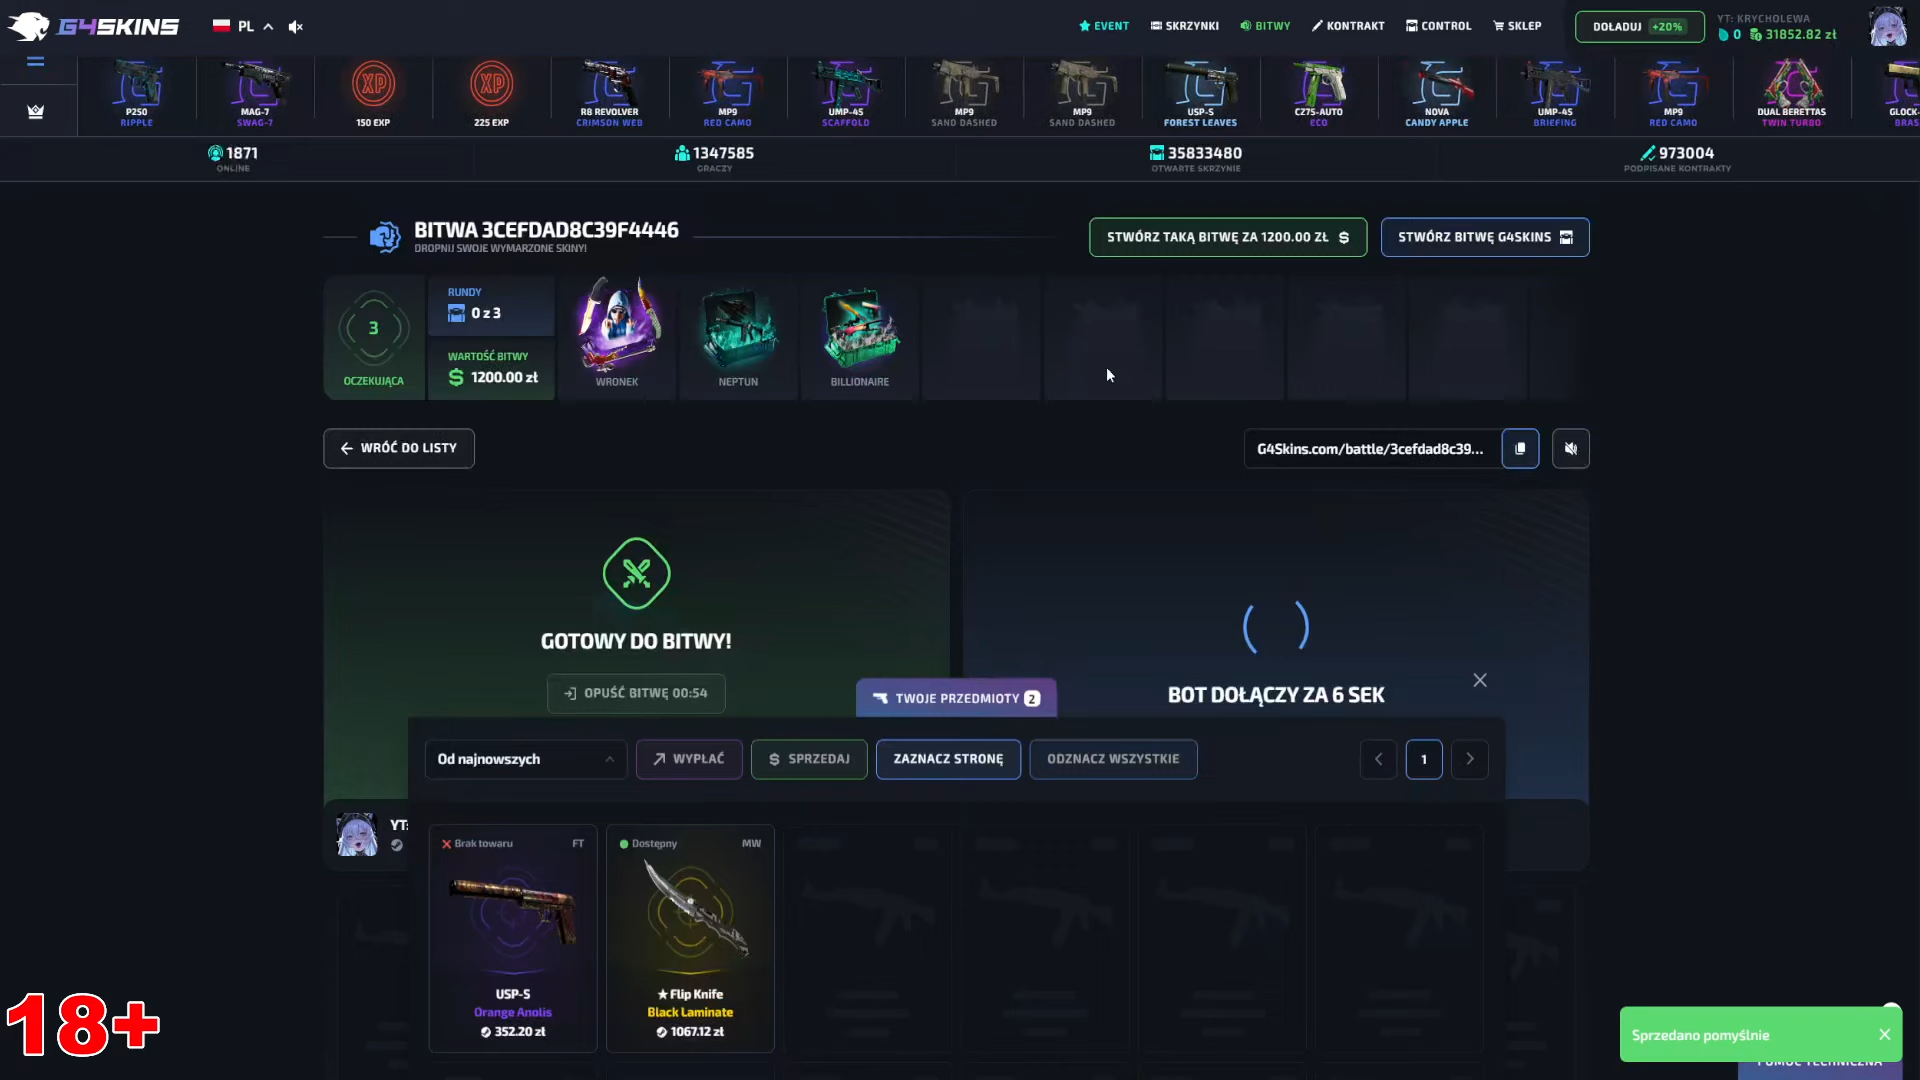 G4SKINS
PL
EVENT
SKRZYNKI
BITWY
KONTRAKT
CONTROL
SKLEP
DOŁADUJ +20%
YT: KRYCHOLEWA
0 31852.82 zł
P250
RIPPLE
MAG-7
SWAG-7
XP
150 EXP
XP
225 EXP
R8 REVOLVER
CRIMSON WEB
MP9
RED CAMO
UMP-45
SCAFFOLD
MP9
SAND DASHED
MP9
SAND DASHED
USP-S
FOREST LEAVES
CZ75-AUTO
ECO
NOVA
CANDY APPLE
UMP-45
BRIEFING
MP9
RED CAMO
DUAL BERETTAS
TWIN TURBO
GLOCK-
BRAS
1871
ONLINE
1347585
GRACZY
35833480
OTWARTE SKRZYNIE
973004
PODPISANE KONTRAKTY
BITWA 3CEFDAD8C39F4446
DROPNIJ SWOJE WYMARZONE SKINY!
STWÓRZ TAKĄ BITWĘ ZA 1200.00 ZŁ $
STWÓRZ BITWĘ G4SKINS
3
OCZEKUJĄCA
RUNDY
0 z 3
WARTOŚĆ BITWY
$ 1200.00 zł
WRONEK
NEPTUN
BILLIONAIRE
WRÓĆ DO LISTY
G4Skins.com/battle/3cefdad8c39...
GOTOWY DO BITWY!
OPUŚĆ BITWĘ 00:54
BOT DOŁĄCZY ZA 6 SEK
TWOJE PRZEDMIOTY 2
Od najnowszych
WYPŁAĆ
$ SPRZEDAJ
ZAZNACZ STRONĘ
ODZNACZ WSZYSTKIE
1
YT:
Brak towaru FT
USP-S
Orange Anolis
352.20 zł
Dostępny MW
★ Flip Knife
Black Laminate
1067.12 zł
18+
Sprzedano pomyślnie
POMOC TECHNICZNA